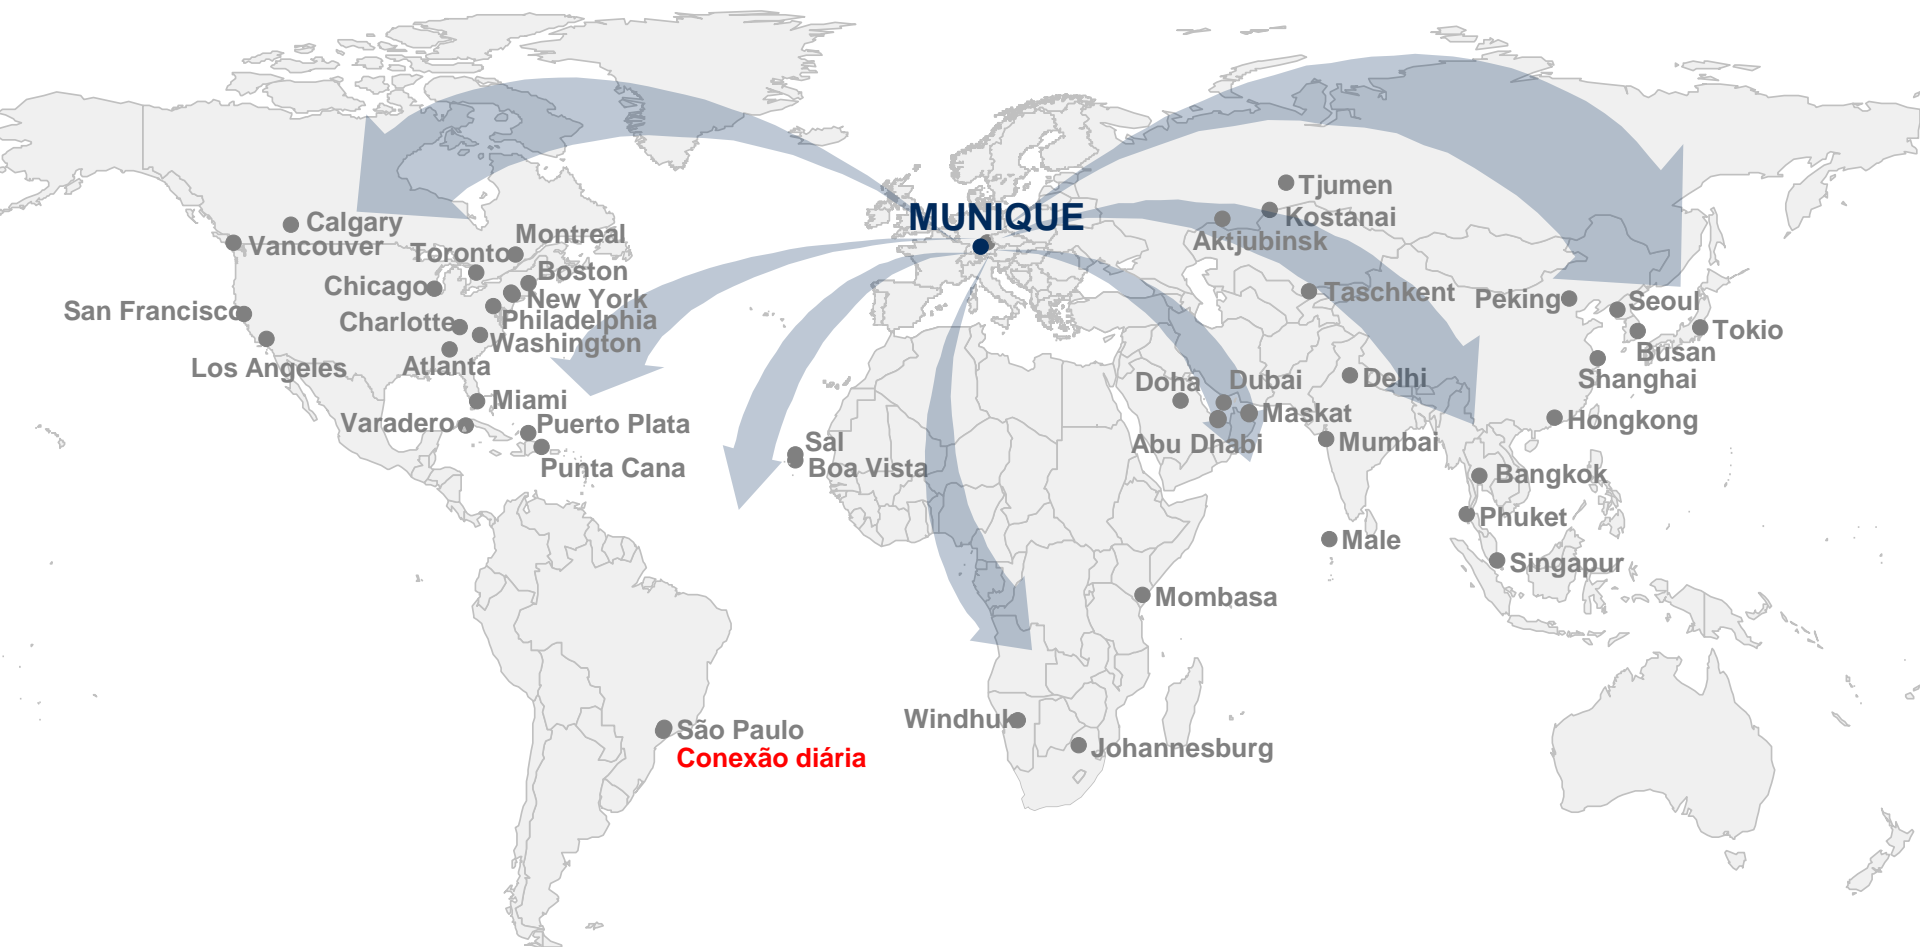 Tjumen
MUNIQUE
Kostanai
Calgary
Aktjubinsk
Montreal
Vancouver
Toronto
Boston
Chicago
New York
Taschkent
Peking
Seoul
San Francisco
Charlotte
Philadelphia
Tokio
Washington
Busan
Los Angeles
Atlanta
Doha
Dubai
Delhi
Shanghai
Miami
Maskat
Varadero
Puerto Plata
Hongkong
Sal
Abu Dhabi
Mumbai
Punta Cana
Boa Vista
Bangkok
Phuket
Male
Singapur
Mombasa
Windhuk
São Paulo
Johannesburg
Conexão diária